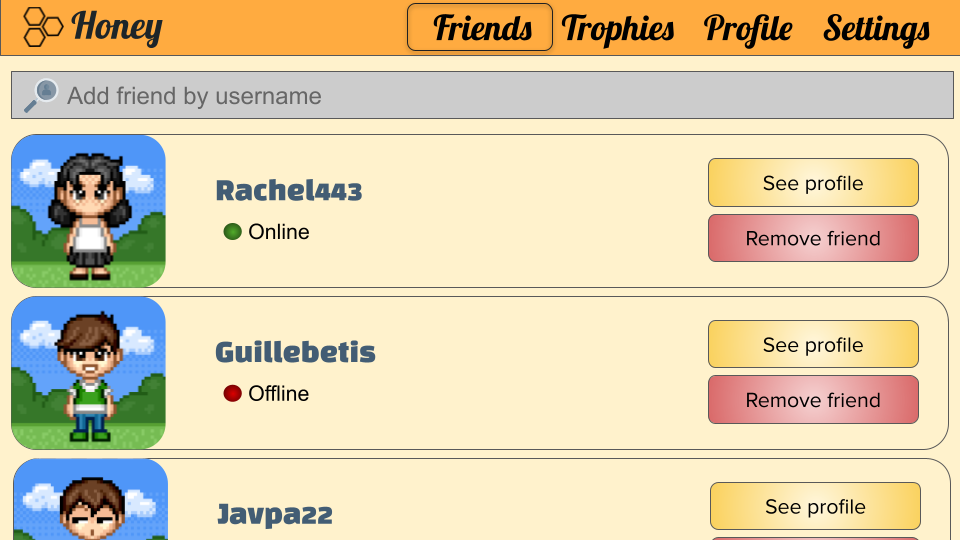 Honey Friends Trophies Profile Settings
Add friend by username
Rachel443
Online
See profile
Remove friend
Guillebetis
Offline
See profile
Remove friend
Javpa22
See profile